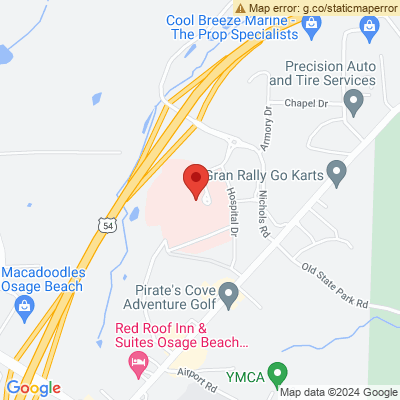 Map error: g.co/staticmaperror
Cool Breeze Marine -
The Prop Specialists
Precision Auto
and Tire Services
Chapel Dr
Armory Dr
Gran Rally Go Karts
Hospital Dr
Nichols Rd
54
Old State Park Rd
Macadoodles
Osage Beach
Pirate's Cove
Adventure Golf
Red Roof Inn &
Suites Osage Beach...
Airport Rd
YMCA
Google
Map data ©2024 Google